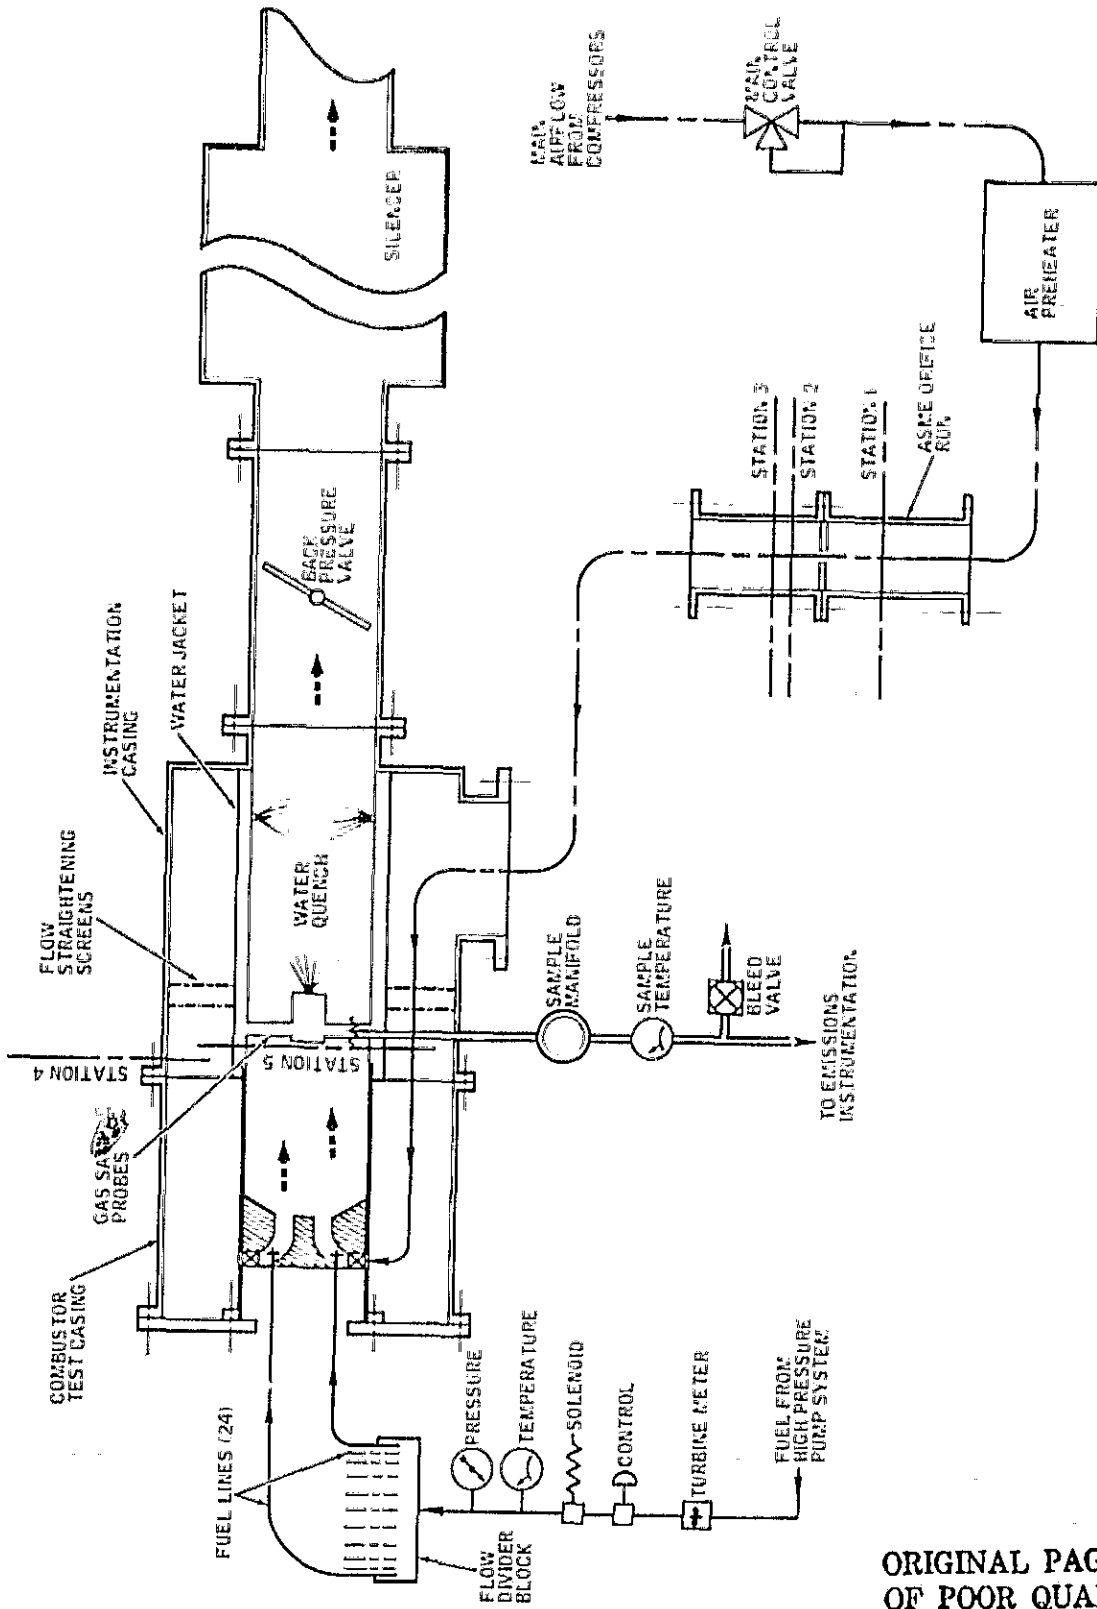 MAIN
AIRFLOW
FROM
COMPRESSORS
MAIN
CONTROL
VALVE
SILENCER
AIR
PREHEATER
STATION 3
STATION 2
STATION 1
ASME ORIFICE
RUN
BACK
PRESSURE
VALVE
INSTRUMENTATION
CASING
WATER JACKET
FLOW
STRAIGHTENING
SCREENS
WATER
QUENCH
STATION 4
STATION 5
GAS
PROBES
COMBUSTOR
TEST CASING
SAMPLE
MANIFOLD
SAMPLE
TEMPERATURE
BLEED
VALVE
TO EMISSIONS
INSTRUMENTATION
FUEL LINES (24)
FLOW
DIVIDER
BLOCK
PRESSURE
TEMPERATURE
SOLENOID
CONTROL
TURBINE METER
FUEL FROM
HIGH PRESSURE
PUMP SYSTEM
ORIGINAL PAG
OF POOR QUA